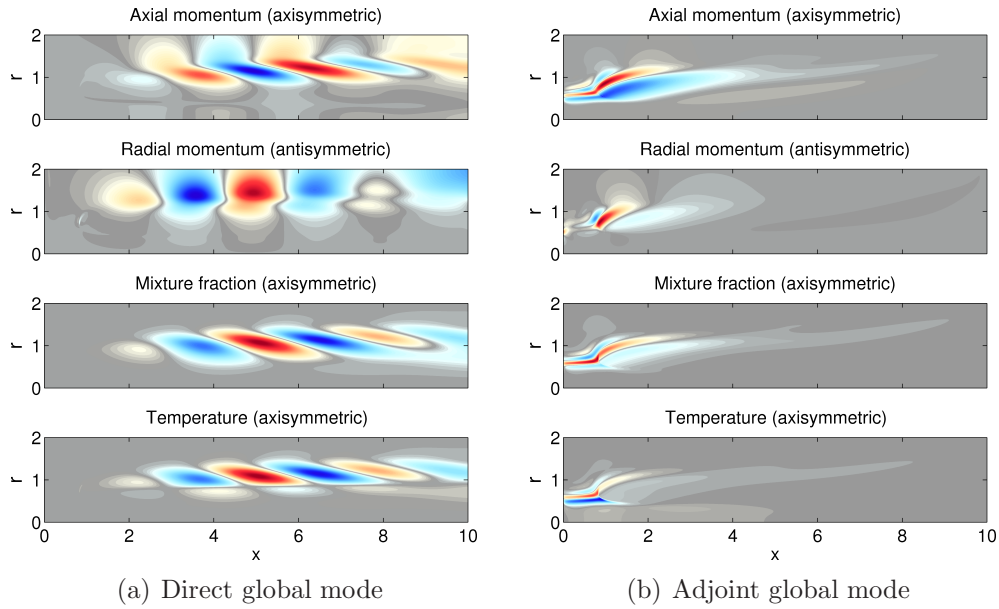 Axial momentum (axisymmetric)
2
1
0
r
Radial momentum (antisymmetric)
2
1
0
r
Mixture fraction (axisymmetric)
2
1
0
r
Temperature (axisymmetric)
2
1
0
r
0 2 4 6 8 10
x
(a) Direct global mode
Axial momentum (axisymmetric)
2
1
0
r
Radial momentum (antisymmetric)
2
1
0
r
Mixture fraction (axisymmetric)
2
1
0
r
Temperature (axisymmetric)
2
1
0
r
0 2 4 6 8 10
x
(b) Adjoint global mode